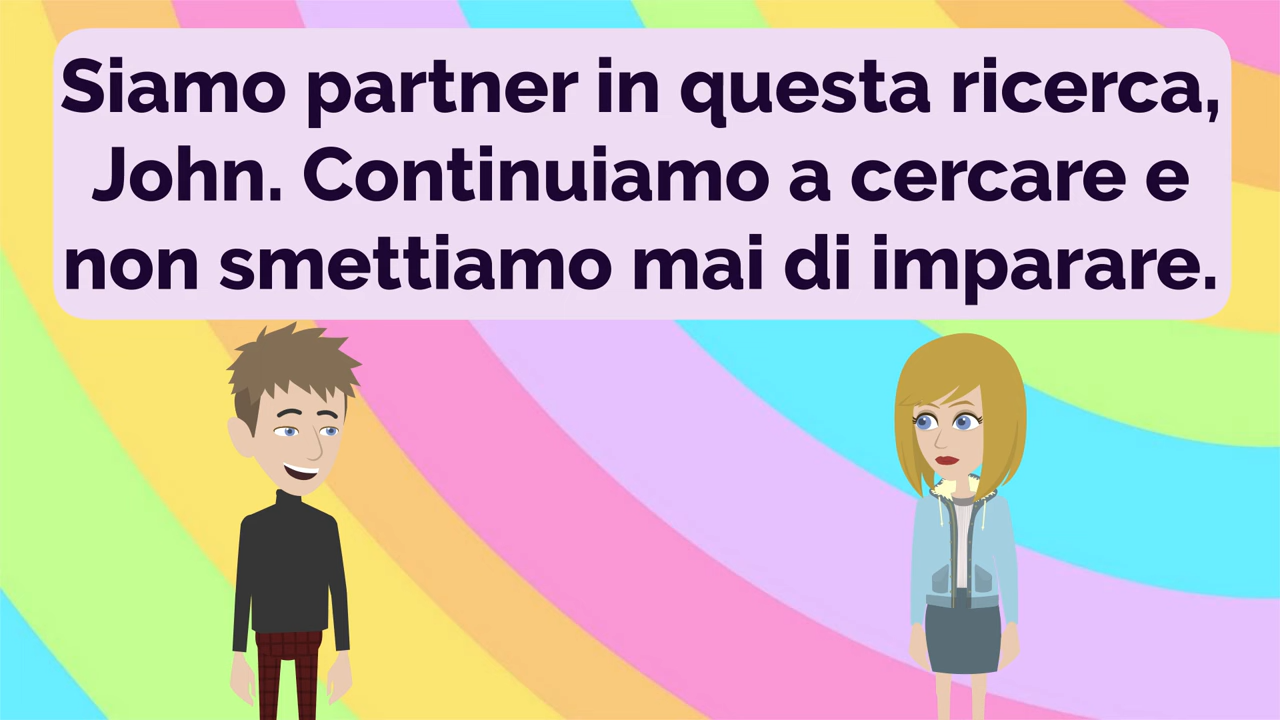 Siamo partner in questa ricerca,
John. Continuiamo a cercare e
non smettiamo mai di imparare.